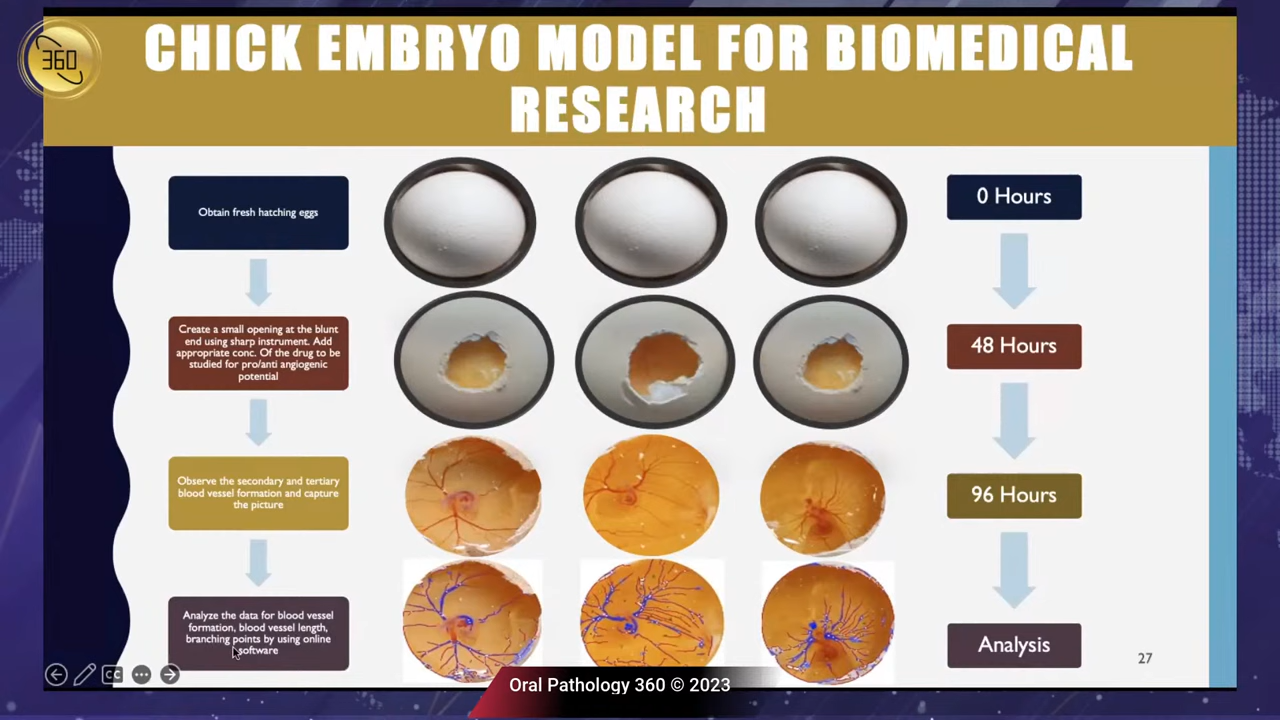 360
CHICK EMBRYO MODEL FOR BIOMEDICAL
RESEARCH
Obtain fresh hatching eggs
0 Hours
Create a small opening at the blunt
end using sharp instrument. Add
appropriate conc. Of the drug to be
studied for pro/anti angiogenic
potential
48 Hours
Observe the secondary and tertiary
blood vessel formation and capture
the picture
96 Hours
Analyze the data for blood vessel
formation, blood vessel length,
branching points by using online
software
Analysis
27
CC
Oral Pathology 360 © 2023